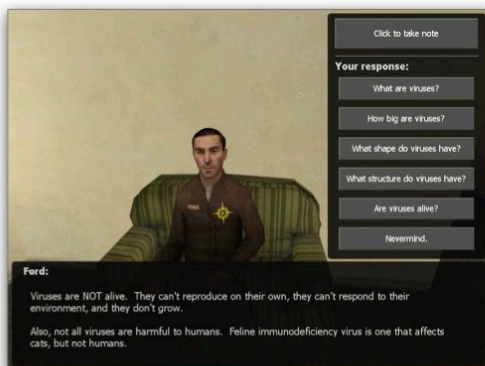 Click to take note
Your response:
What are viruses?
How big are viruses?
What shape do viruses have?
What structure do viruses have?
Are viruses alive?
Nevermind.
Ford:
Viruses are NOT alive. They can't reproduce on their own, they can't respond to their
environment, and they don't grow.
Also, not all viruses are harmful to humans. Feline immunodeficiency virus is one that affects
cats, but not humans.